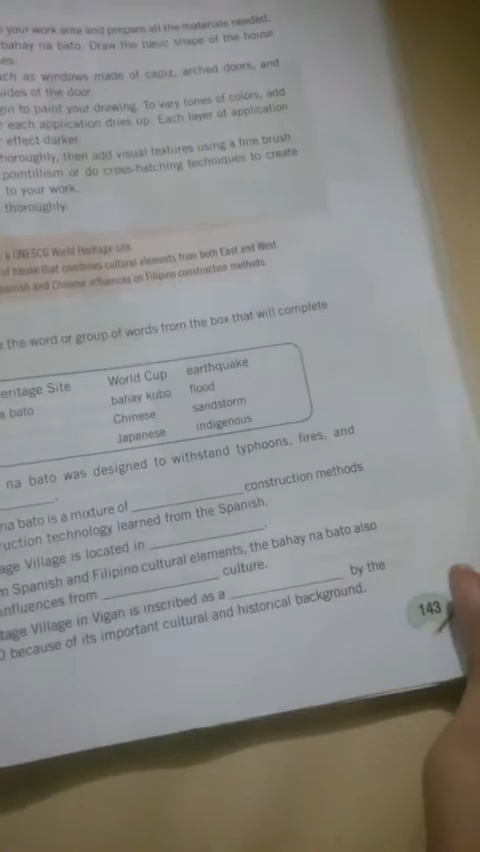 your work area and prepare all the materials needed.
bahay na bato. Draw the basic shape of the house
as windows made of capiz, arched doors, and
sides of the door.
to paint your drawing. To vary tones of colors, add
each application dries up. Each layer of application
effect darker.
thoroughly, then add visual textures using a fine brush.
pointillism or do cross-hatching techniques to create
to your work.
thoroughly.
a UNESCO World Heritage site.
of house that combines cultural elements from both East and West
and Chinese influences on Filipino construction methods.
the word or group of words from the box that will complete
eritage Site World Cup earthquake
bato bahay kubo flood
Chinese sandstorm
Japanese indigenous
na bato was designed to withstand typhoons, fires, and
____________.
na bato is a mixture of ____________ construction methods
ruction technology learned from the Spanish.
age Village is located in ____________.
Spanish and Filipino cultural elements, the bahay na bato also
influences from ____________ culture.
tage Village in Vigan is inscribed as a ____________ by the
because of its important cultural and historical background.
143